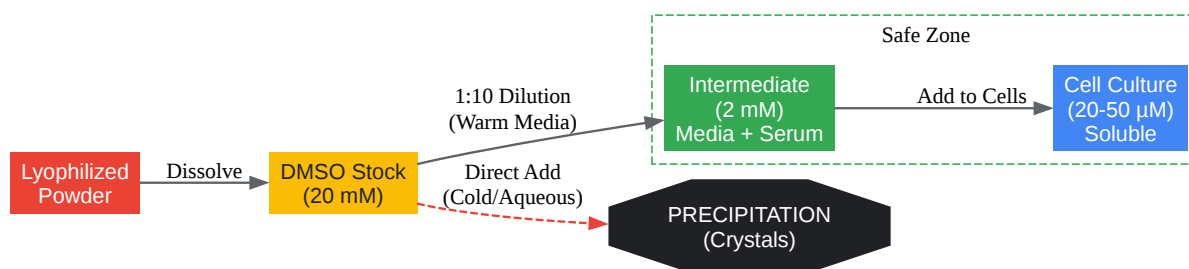 Safe Zone
Lyophilized
Powder
Dissolve
DMSO Stock
(20 mM)
1:10 Dilution
(Warm Media)
Intermediate
(2 mM)
Media + Serum
Add to Cells
Cell Culture
(20-50 µM)
Soluble
Direct Add
(Cold/Aqueous)
PRECIPITATION
(Crystals)